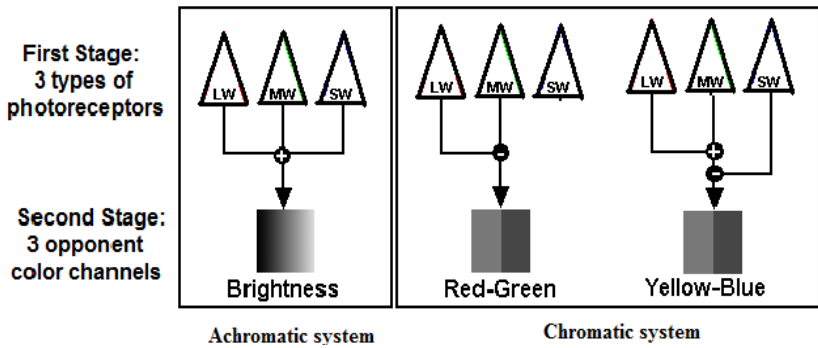 First Stage:
3 types of
photoreceptors
LW MW SW
LW MW SW
LW MW SW
Second Stage:
3 opponent
color channels
Brightness
Red-Green
Yellow-Blue
Achromatic system
Chromatic system